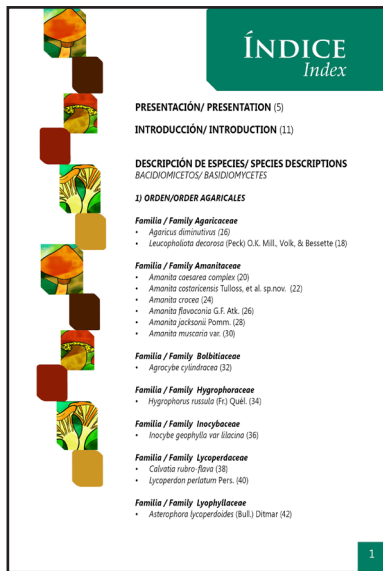 ÍNDICE
Index
PRESENTACIÓN/ PRESENTATION (5)
INTRODUCCIÓN/ INTRODUCTION (11)
DESCRIPCIÓN DE ESPECIES/ SPECIES DESCRIPTIONS
BACIDIOMICETOS/ BASIDIOMYCETES
1) ORDEN/ORDER AGARICALES
Familia / Family Agaricaceae
• Agaricus diminutivus (16)
• Leucopholiota decorosa (Peck) O.K. Mill., Volk, & Bessette (18)
Familia / Family Amanitaceae
• Amanita caesarea complex (20)
• Amanita costaricensis Tulloss, et al. sp.nov. (22)
• Amanita crocea (24)
• Amanita flavoconia G.F. Atk. (26)
• Amanita jacksonii Pomm. (28)
• Amanita muscaria var. (30)
Familia / Family Bolbitiaceae
• Agrocybe cylindracea (32)
Familia / Family Hygrophoraceae
• Hygrophorus russula (Fr.) Quél. (34)
Familia / Family Inocybaceae
• Inocybe geophylla var lilacina (36)
Familia / Family Lycoperdaceae
• Calvatia rubro-flava (38)
• Lycoperdon perlatum Pers. (40)
Familia / Family Lyophyllaceae
• Asterophora lycoperdoides (Bull.) Ditmar (42)
1